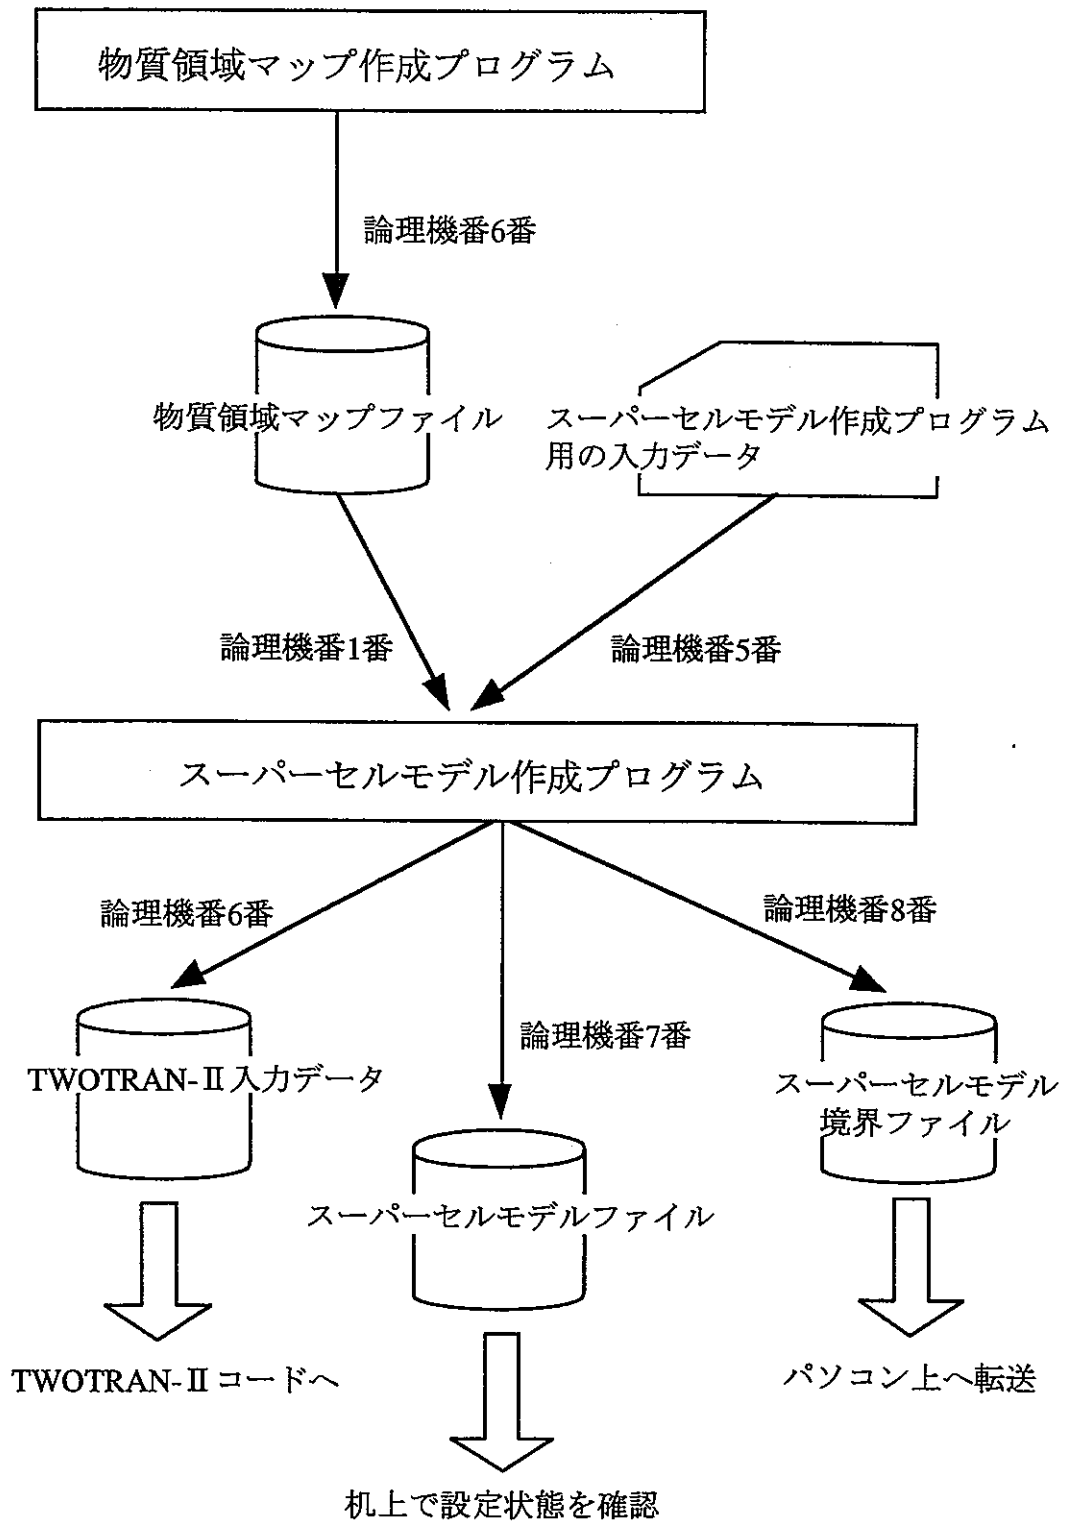 物質領域マップ作成プログラム
論理機番6番
物質領域マップファイル
スーパーセルモデル作成プログラム
用の入力データ
論理機番1番
論理機番5番
スーパーセルモデル作成プログラム
論理機番6番
論理機番8番
論理機番7番
TWOTRAN-Ⅱ入力データ
スーパーセルモデル
境界ファイル
スーパーセルモデルファイル
TWOTRAN-Ⅱコードへ
パソコン上へ転送
机上で設定状態を確認